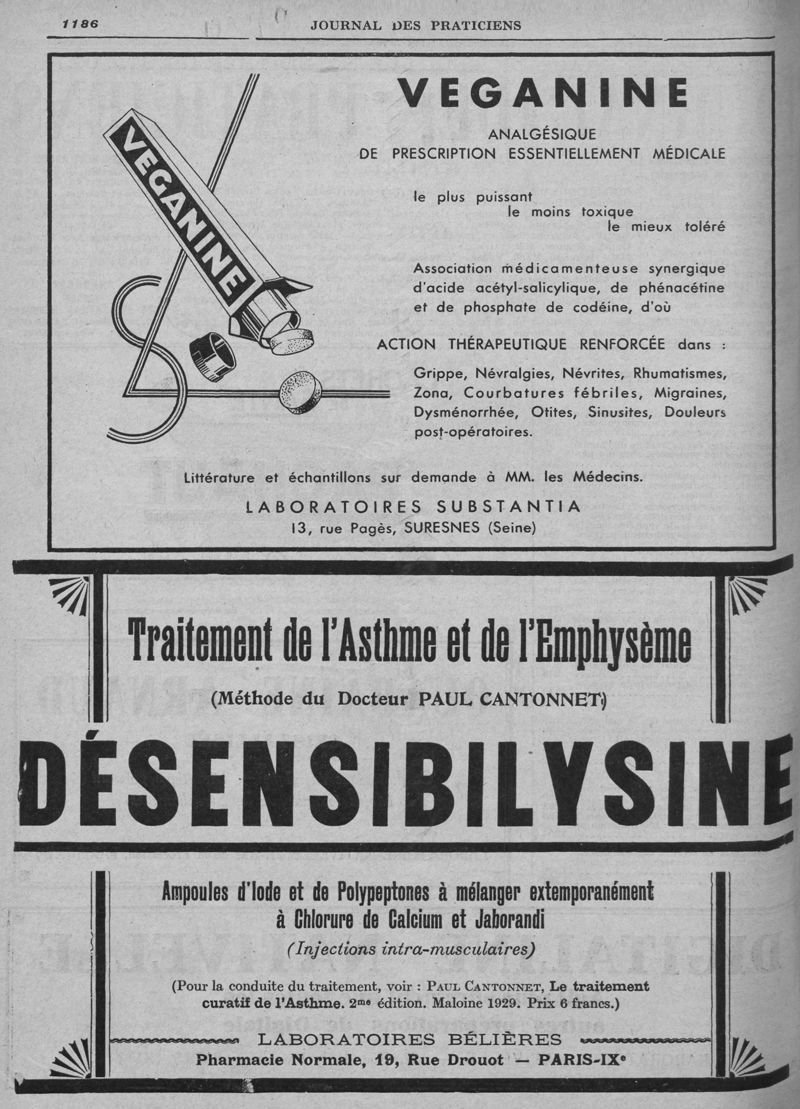 1186
JOURNAL DES PRATICIENS
VEGANINE
VEGANINE
ANALGÉSIQUE
DE PRESCRIPTION ESSENTIELLEMENT MÉDICALE
le plus puissant
le moins toxique
le mieux toléré
Association médicamenteuse synergique
d'acide acétyl-salicylique, de phénacétine
et de phosphate de codéine, d'où
ACTION THÉRAPEUTIQUE RENFORCÉE dans :
Grippe, Névralgies, Névrites, Rhumatismes,
Zona, Courbatures fébriles, Migraines,
Dysménorrhée, Otites, Sinusites, Douleurs
post-opératoires.
Littérature et échantillons sur demande à MM. les Médecins.
LABORATOIRES SUBSTANTIA
13, rue Pagès, SURESNES (Seine)
Traitement de l'Asthme et de l'Emphysème
(Méthode du Docteur PAUL CANTONNET)
DÉSENSIBILYSINE
Ampoules d'Iode et de Polypeptones à mélanger extemporanément
à Chlorure de Calcium et Jaborandi
(Injections intra-musculaires)
(Pour la conduite du traitement, voir : PAUL CANTONNET, Le traitement
curatif de l'Asthme. 2me édition. Maloine 1929. Prix 6 francs.)
LABORATOIRES BÉLIÈRES
Pharmacie Normale, 19, Rue Drouot — PARIS-IXe